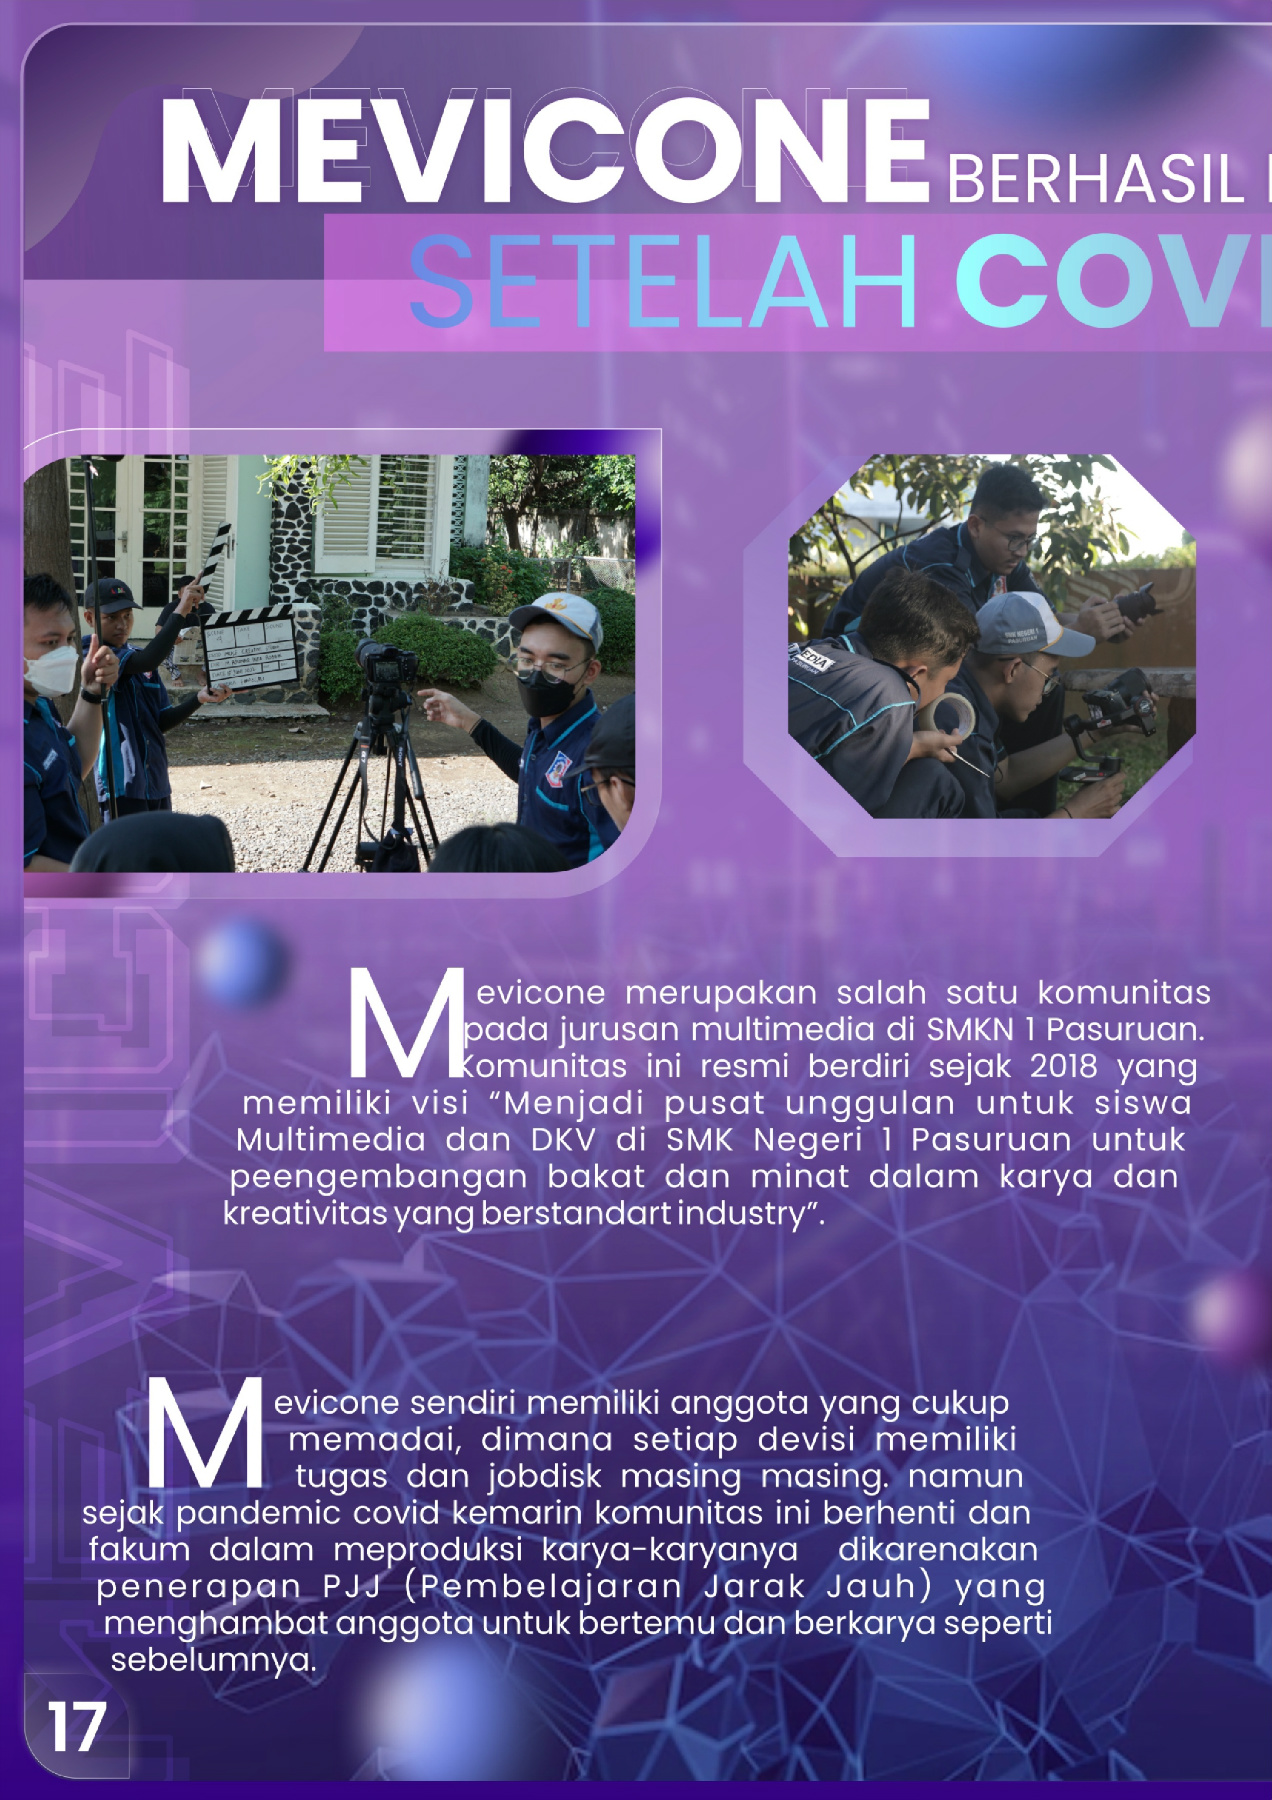 MEVICONE BERHASIL
SETELAH COVI
evicone merupakan salah satu komunitas
M pada jurusan multimedia di SMKN 1 Pasuruan.
Komunitas ini resmi berdiri sejak 2018 yang
memiliki visi “Menjadi pusat unggulan untuk siswa
Multimedia dan DKV di SMK Negeri 1 Pasuruan untuk
peengembangan bakat dan minat dalam karya dan
kreativitas yang berstandart industry”.
Mevicone sendiri memiliki anggota yang cukup
memadai, dimana setiap devisi memiliki
tugas dan jobdisk masing masing. namun
sejak pandemic covid kemarin komunitas ini berhenti dan
fakum dalam meproduksi karya-karyanya dikarenakan
penerapan PJJ (Pembelajaran Jarak Jauh) yang
menghambat anggota untuk bertemu dan berkarya seperti
sebelumnya.
17